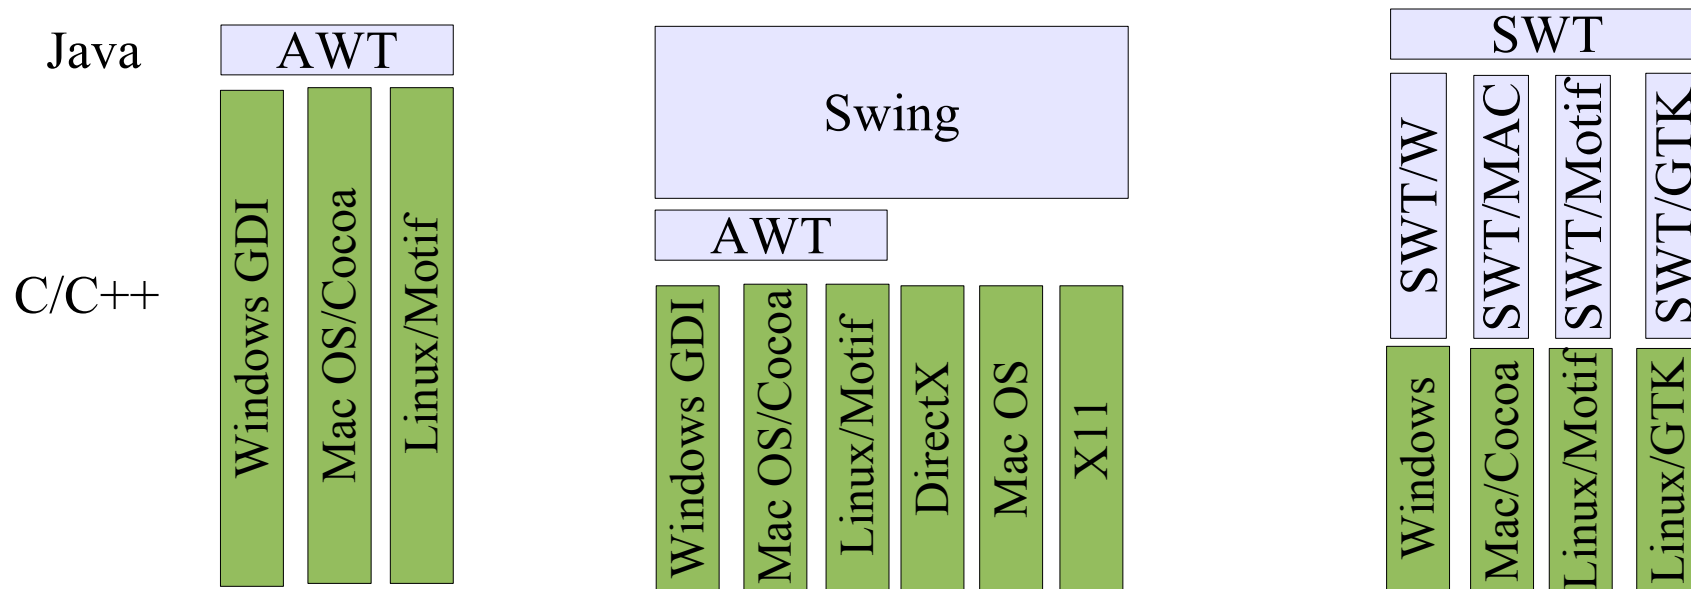 Java
C/C++
AWT
Windows GDI
Mac OS/Cocoa
Linux/Motif
Swing
AWT
Windows GDI
Mac OS/Cocoa
Linux/Motif
DirectX
Mac OS
X11
SWT
SWT/W
SWT/MAC
SWT/Motif
SWT/GTK
Windows
Mac/Cocoa
Linux/Motif
Linux/GTK